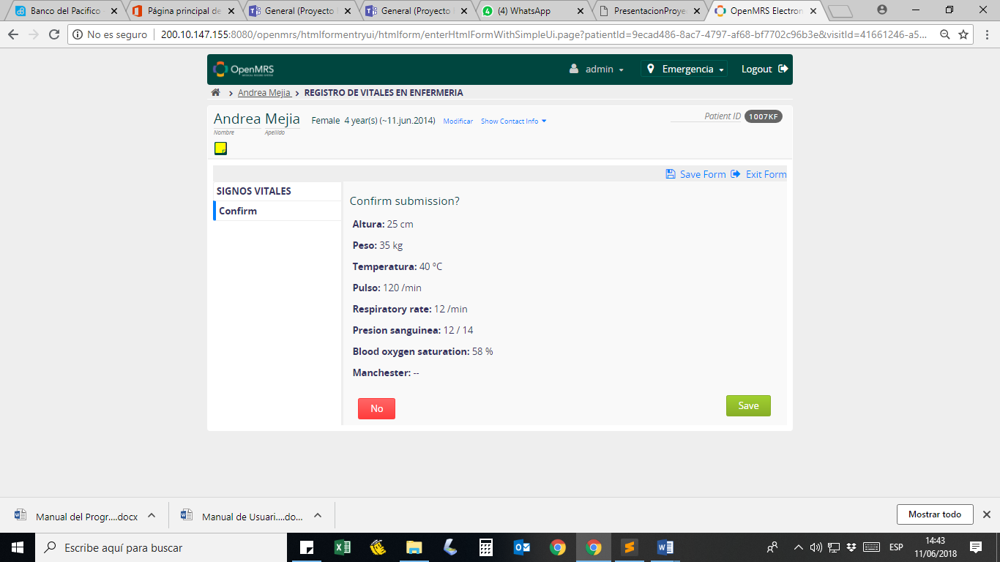 Banco del Pacifico
Página principal de
General (Proyecto
General (Proyecto
(4) WhatsApp
PresentacionProye
OpenMRS Electron
No es seguro
200.10.147.155:8080/openmrs/htmlformentryui/htmlform/enterHtmlFormWithSimpleUi.page?patientId=9ecad486-8ac7-4797-af68-bf7702c96b3e&visitId=41661246-a5...
OpenMRS
admin
Emergencia
Logout
Andrea Mejia
REGISTRO DE VITALES EN ENFERMERIA
Andrea Mejia Female 4 year(s) (~11.jun.2014) Modificar Show Contact Info
Patient ID 1007KF
Nombre Apellido
Save Form Exit Form
SIGNOS VITALES
Confirm
Confirm submission?
Altura: 25 cm
Peso: 35 kg
Temperatura: 40 °C
Pulso: 120 /min
Respiratory rate: 12 /min
Presion sanguinea: 12 / 14
Blood oxygen saturation: 58 %
Manchester: --
No
Save
Manual del Progr....docx
Manual de Usuari....do...
Mostrar todo
Escribe aquí para buscar
ESP
14:43
11/06/2018